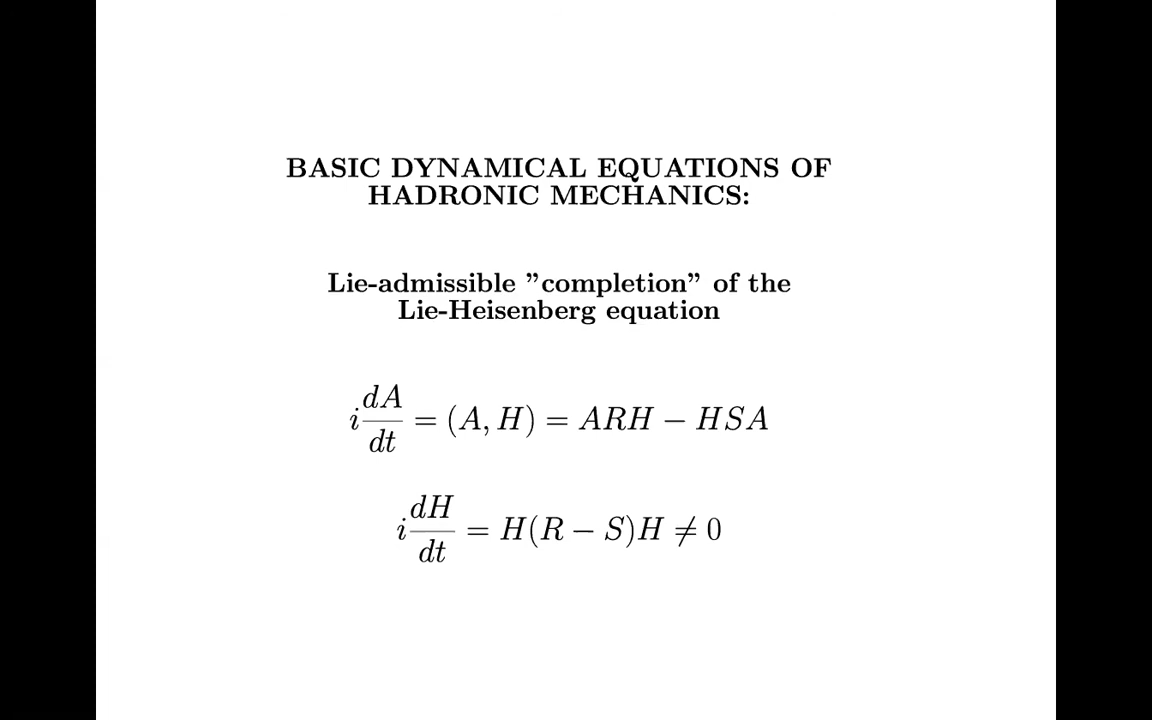 BASIC DYNAMICAL EQUATIONS OF
HADRONIC MECHANICS:
Lie-admissible ”completion” of the
Lie-Heisenberg equation
i dA/dt = (A, H) = ARH − HSA
i dH/dt = H(R − S)H ≠ 0